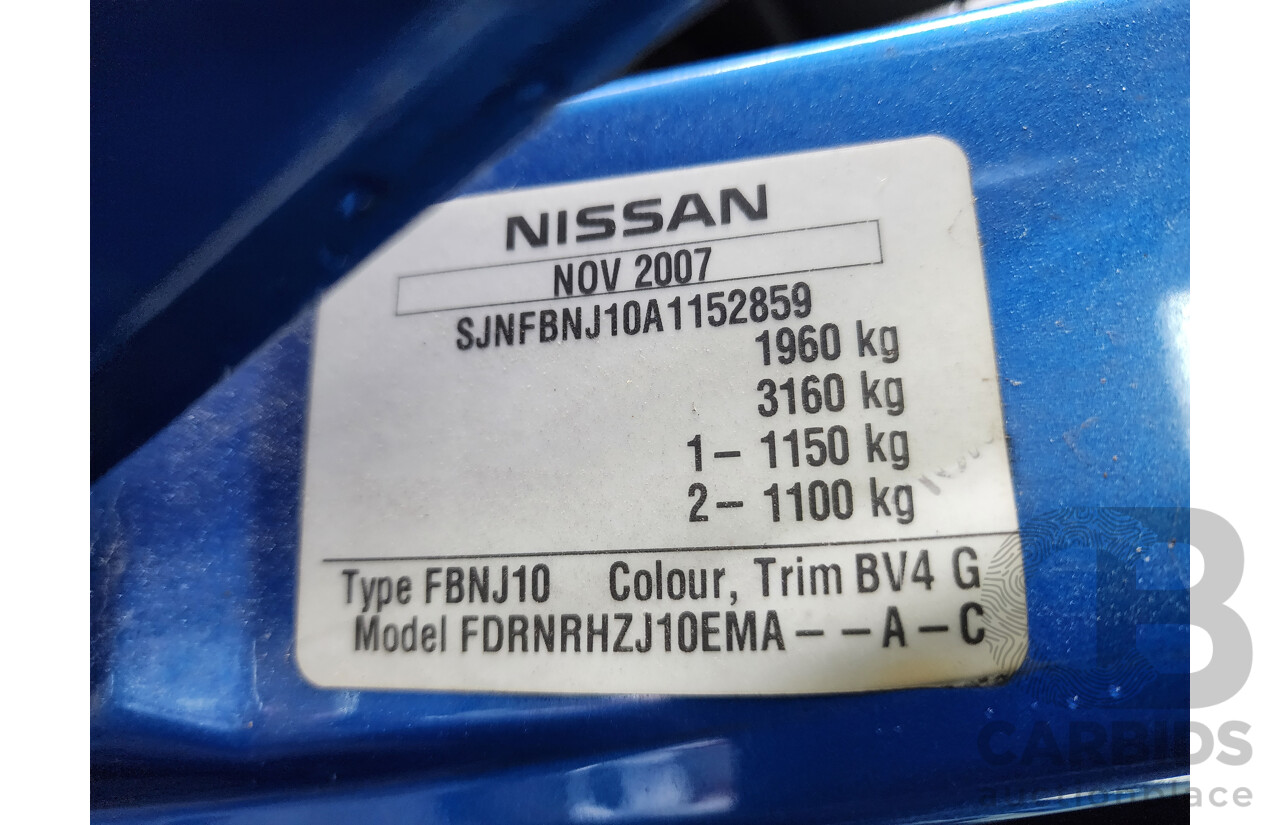 NISSAN
NOV 2007
SJNFBNJ10A1152859
1960 kg
3160 kg
1– 1150 kg
2– 1100 kg
Type FBNJ10 Colour, Trim BV4 G
Model FDRNRHZJ10EMA– –A–C
CARBIDS
auctionplace